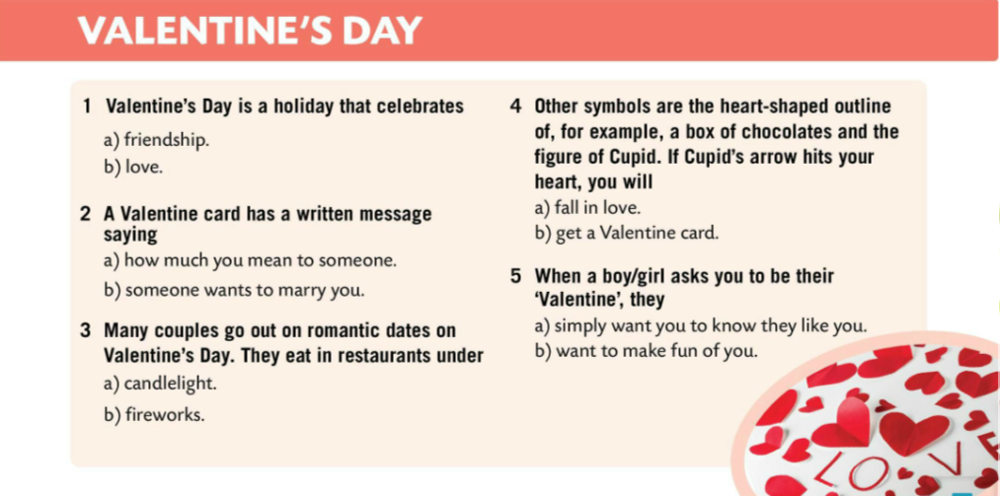 VALENTINE'S DAY
1 Valentine's Day is a holiday that celebrates
a) friendship.
b) love.
2 A Valentine card has a written message
saying
a) how much you mean to someone.
b) someone wants to marry you.
3 Many couples go out on romantic dates on
Valentine's Day. They eat in restaurants under
a) candlelight.
b) fireworks.
4 Other symbols are the heart-shaped outline
of, for example, a box of chocolates and the
figure of Cupid. If Cupid's arrow hits your
heart, you will
a) fall in love.
b) get a Valentine card.
5 When a boy/girl asks you to be their
‘Valentine’, they
a) simply want you to know they like you.
b) want to make fun of you.
LOVE